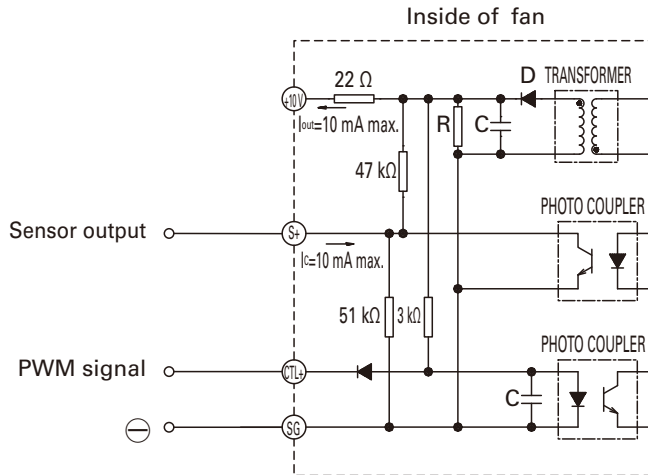 Inside of fan
D TRANSFORMER
+10V
22 Ω
Iout=10 mA max.
R
C
47 kΩ
PHOTO COUPLER
Sensor output
S+
Ic=10 mA max.
51 kΩ
3 kΩ
PHOTO COUPLER
PWM signal
CTL+
C
SG